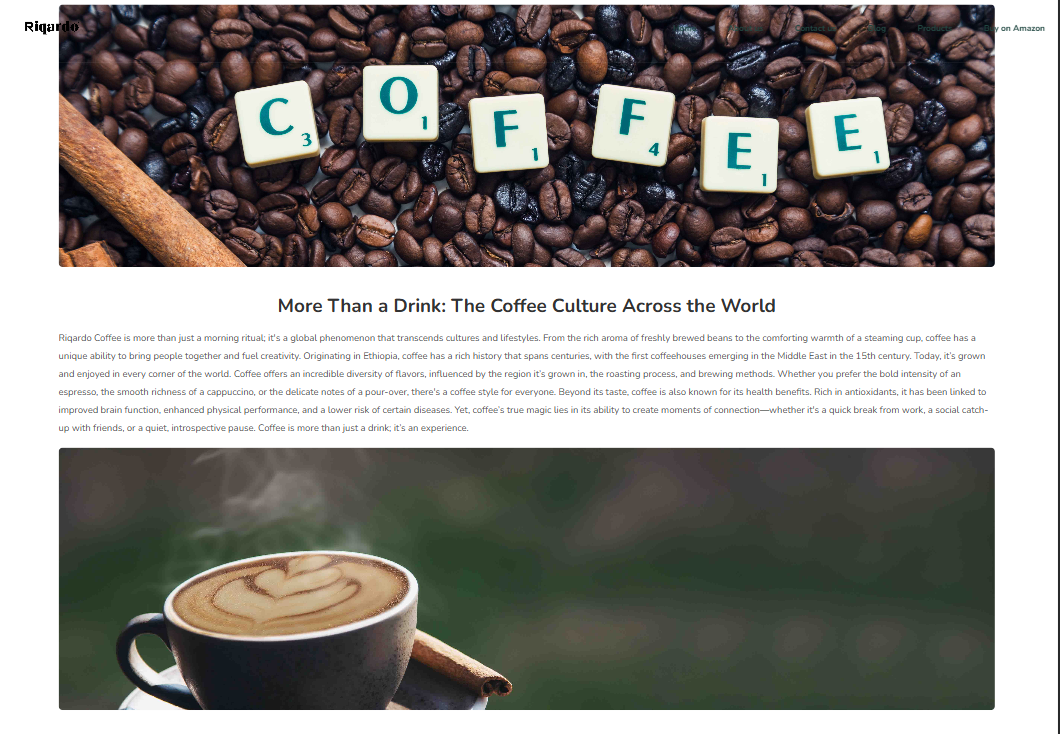 Riqardo
Contact Blog Products Buy on Amazon
C 3
O 1
F 1
F 4
E 1
E 1
More Than a Drink: The Coffee Culture Across the World
Riqardo Coffee is more than just a morning ritual; it's a global phenomenon that transcends cultures and lifestyles. From the rich aroma of freshly brewed beans to the comforting warmth of a steaming cup, coffee has a
unique ability to bring people together and fuel creativity. Originating in Ethiopia, coffee has a rich history that spans centuries, with the first coffeehouses emerging in the Middle East in the 15th century. Today, it's grown
and enjoyed in every corner of the world. Coffee offers an incredible diversity of flavors, influenced by the region it's grown in, the roasting process, and brewing methods. Whether you prefer the bold intensity of an
espresso, the smooth richness of a cappuccino, or the delicate notes of a pour-over, there's a coffee style for everyone. Beyond its taste, coffee is also known for its health benefits. Rich in antioxidants, it has been linked to
improved brain function, enhanced physical performance, and a lower risk of certain diseases. Yet, coffee's true magic lies in its ability to create moments of connection—whether it's a quick break from work, a social catch-
up with friends, or a quiet, introspective pause. Coffee is more than just a drink; it's an experience.